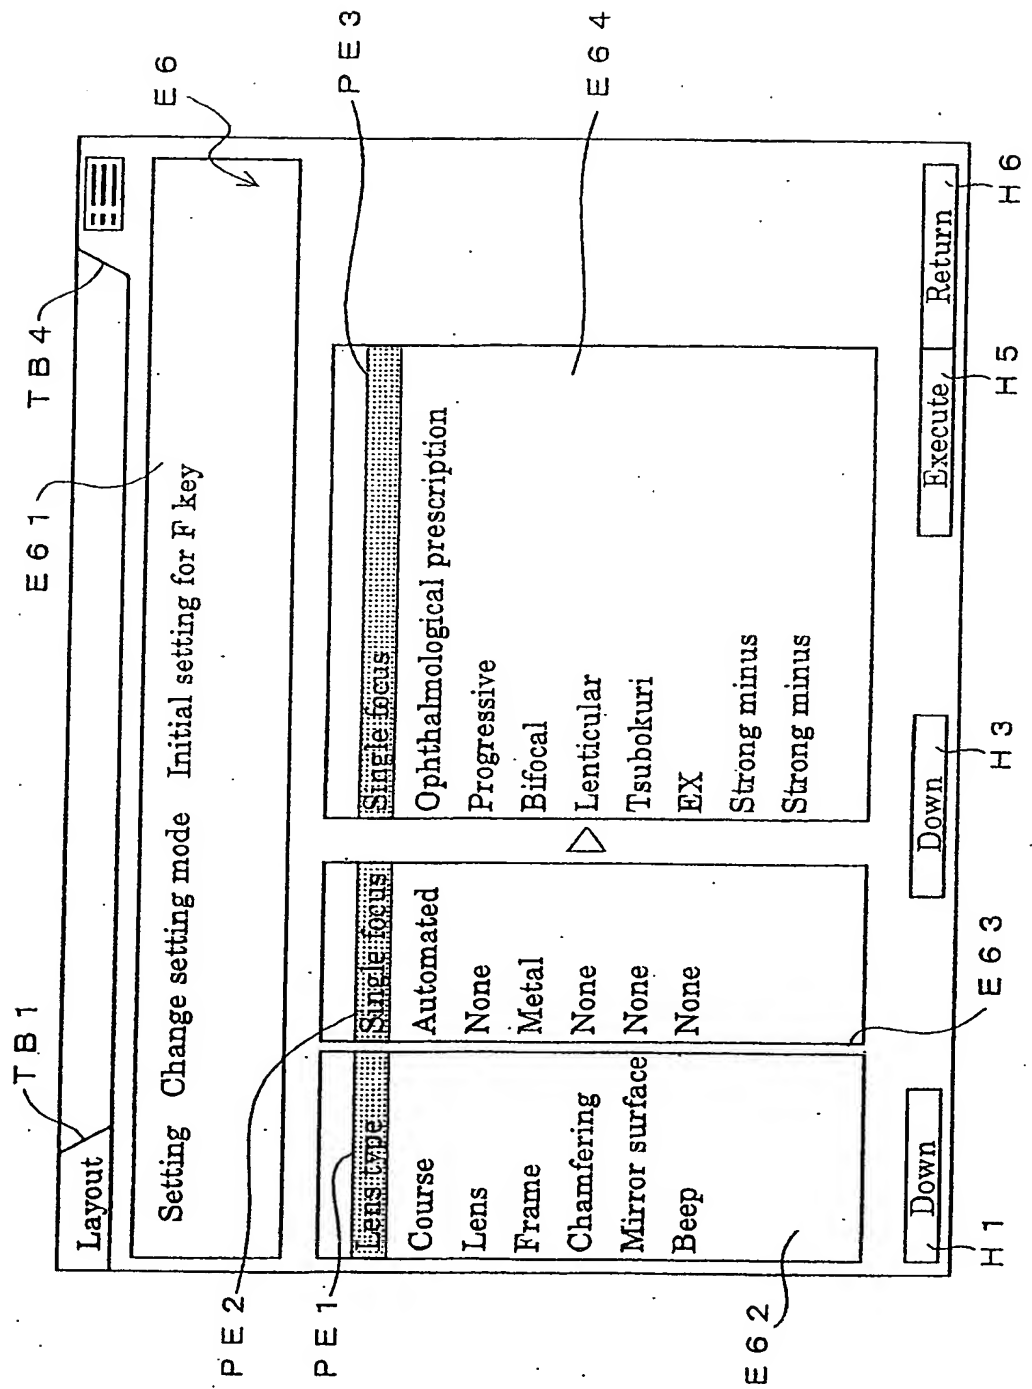 E61
TB4
TB1
E6
Layout
Setting Change setting mode Initial setting for F key
PE2
PE1
PE3
Lens type
Course
Lens
Frame
Chamfering
Mirror surface
Beep
Single focus
Automated
None
Metal
None
None
None
Single focus
Ophthalmological prescription
Progressive
Bifocal
Lenticular
Tsubokuri
EX
Strong minus
Strong minus
E64
E62
E63
Down
Down
Execute
Return
H1
H3
H5
H6